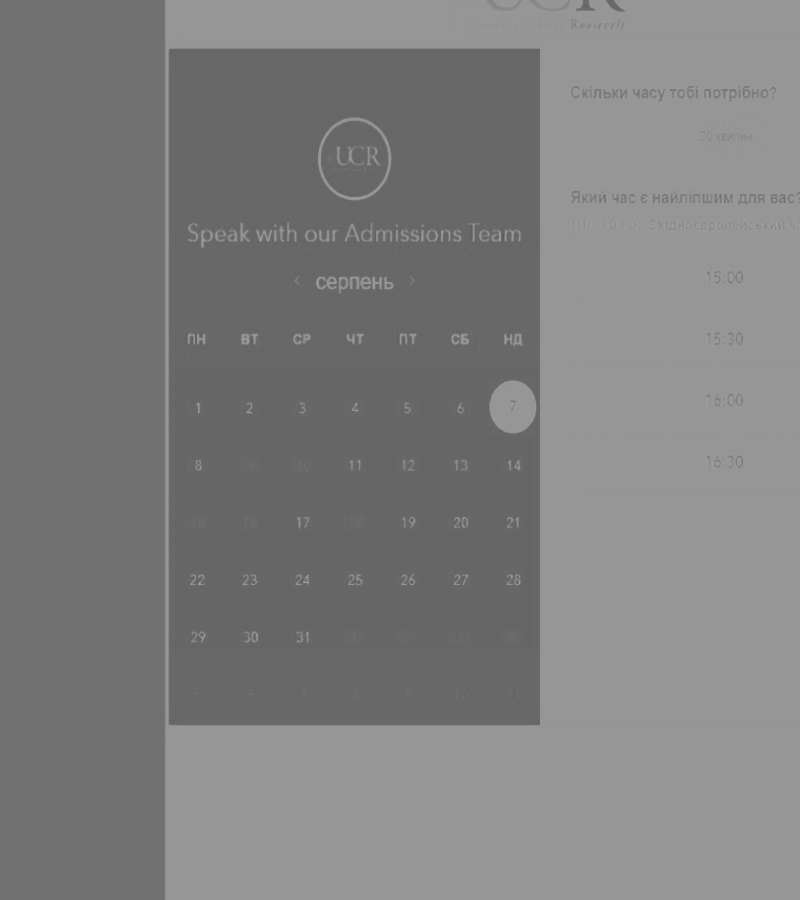 UCR
Roosevelt
UCR
Speak with our Admissions Team
‹ серпень ›
ПН ВТ СР ЧТ ПТ СБ НД
1 2 3 4 5 6 7
8 9 10 11 12 13 14
15 16 17 18 19 20 21
22 23 24 25 26 27 28
29 30 31 1 2 3 4
5 6 7 8 9 10 11
Скільки часу тобі потрібно?
30 хвилин
Який час є найліпшим для вас?
Східноєвропейський
15:00
15:30
16:00
16:30